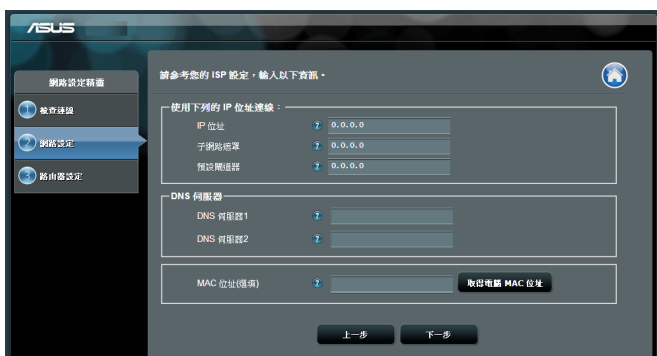 ASUS
網路設定精靈
1 檢查連線
2 網路設定
3 路由器設定
請參考您的 ISP 設定，輸入以下資訊。
使用下列的 IP 位址連線：
IP 位址 ? 0.0.0.0
子網路遮罩 ? 0.0.0.0
預設閘道器 ? 0.0.0.0
DNS 伺服器
DNS 伺服器1 ?
DNS 伺服器2 ?
MAC 位址(選項) ? 取得電腦 MAC 位址
上一步 下一步